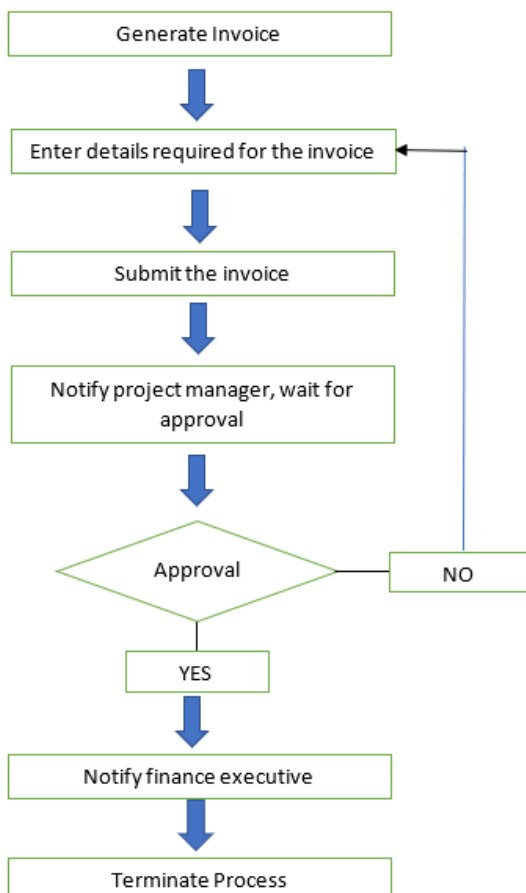 Generate Invoice
Enter details required for the invoice
Submit the invoice
Notify project manager, wait for
approval
Approval
NO
YES
Notify finance executive
Terminate Process